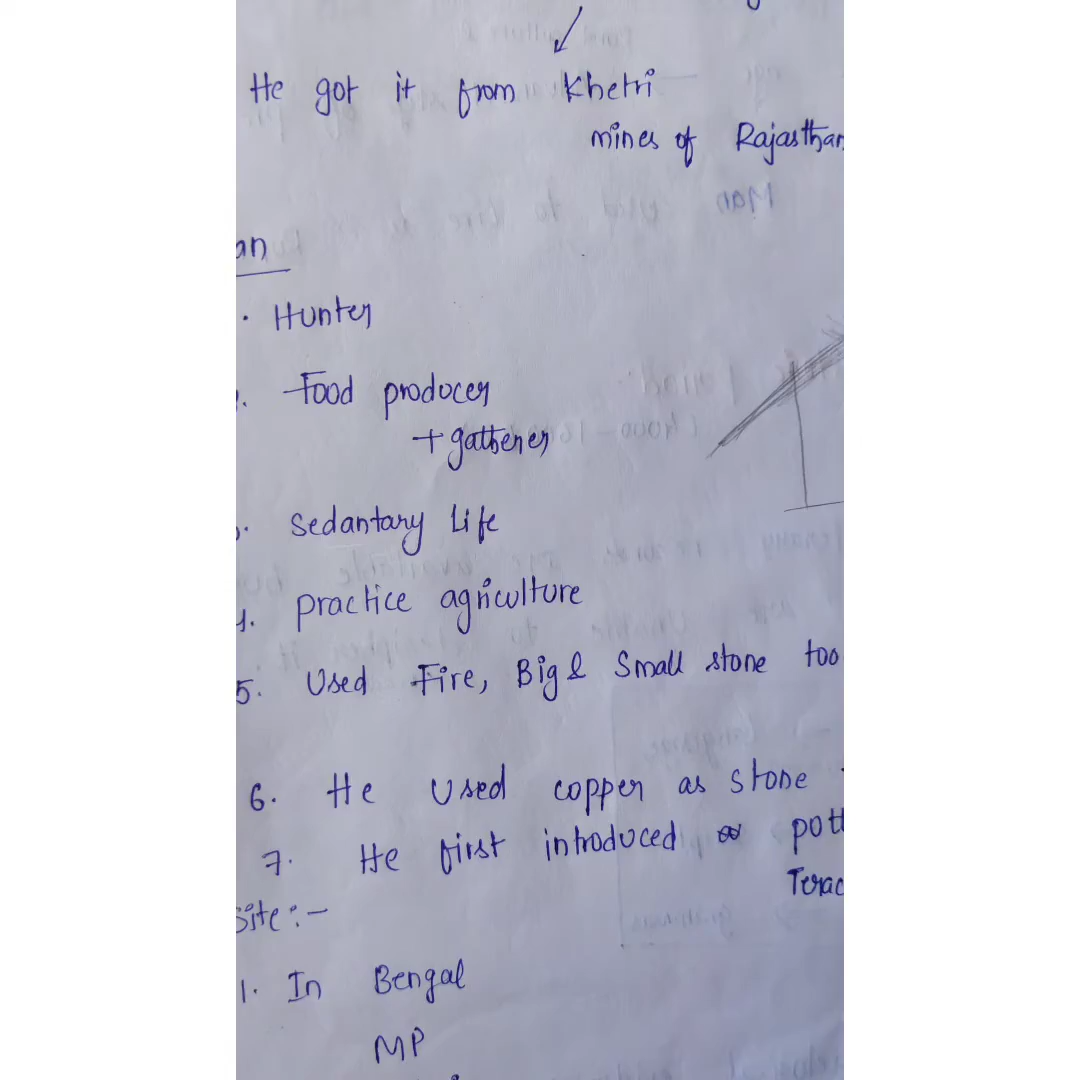 He got it from Khetri
mines of Rajasthan
an
. Hunter
. Food producer
+ gatherer
. Sedantary Life
4. Practice agriculture
5. Used Fire, Big & Small stone too
6. He Used copper as stone
7. He first introduced pott
Terac
Site:-
1. In Bengal
MP